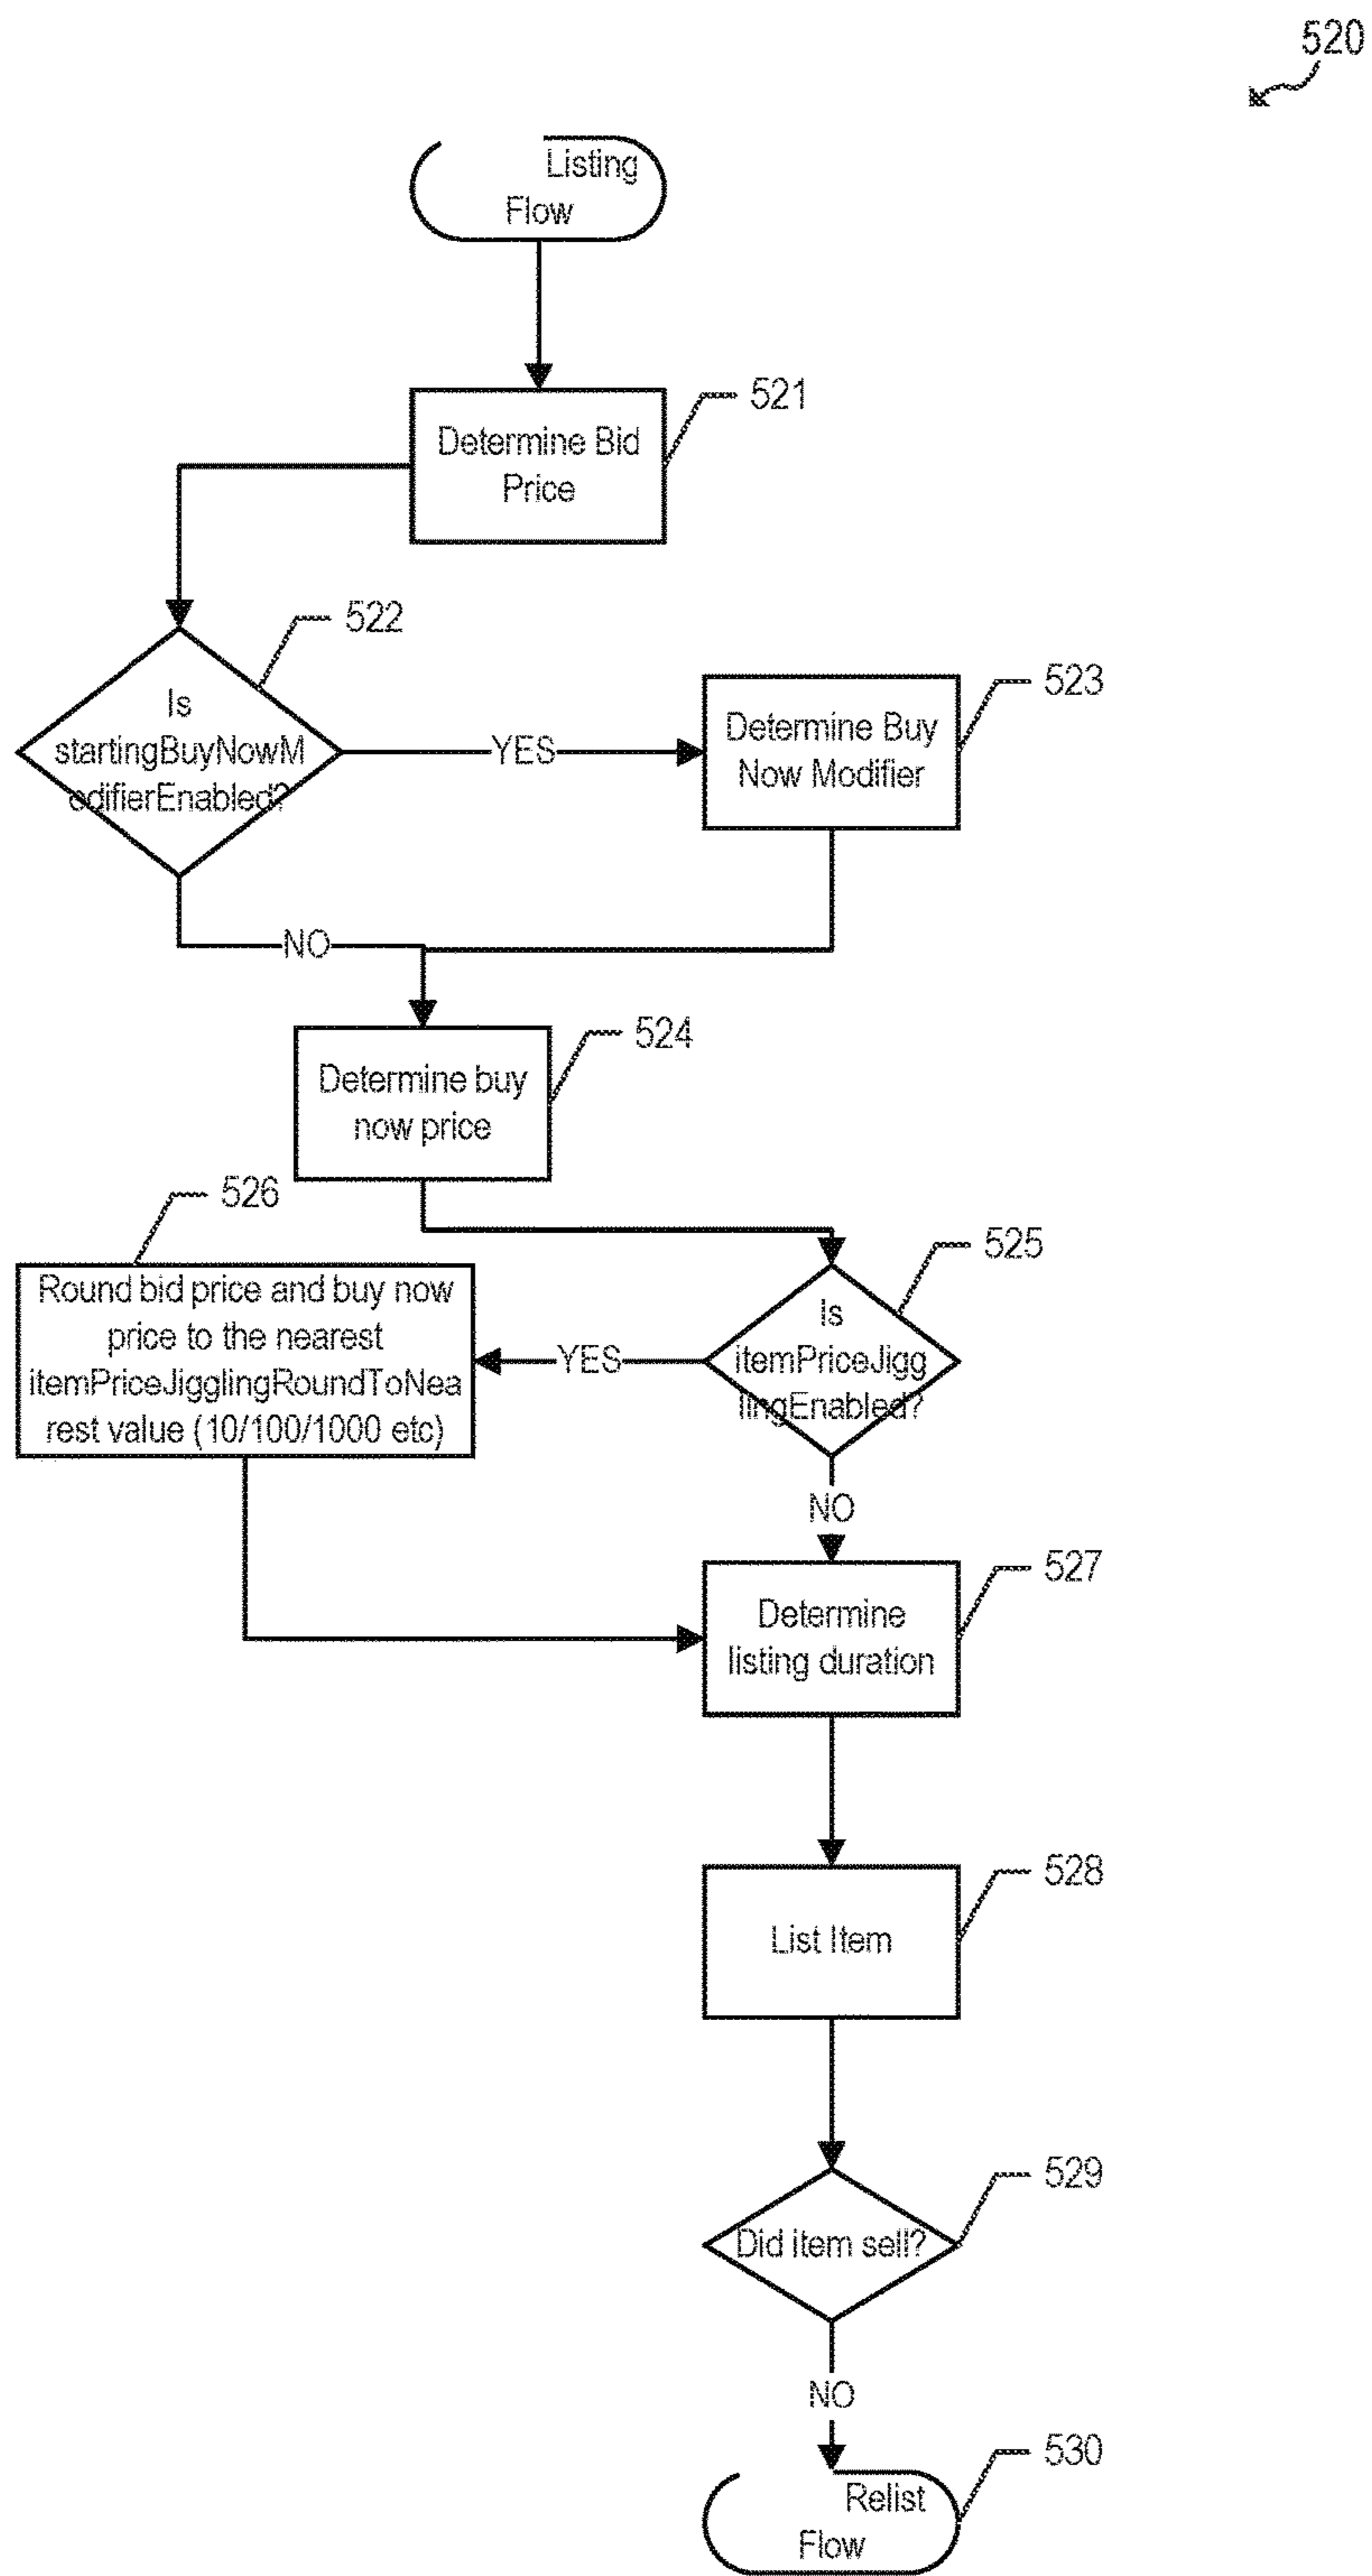 520
Listing
Flow
521
Determine Bid
Price
522
Is
startingBuyNowM
odifierEnabled?
YES
523
Determine Buy
Now Modifier
NO
524
Determine buy
now price
525
Is
itemPriceJigg
lingEnabled?
YES
526
Round bid price and buy now
price to the nearest
itemPriceJigglingRoundToNea
rest value (10/100/1000 etc)
NO
527
Determine
listing duration
528
List Item
529
Did item sell?
NO
530
Relist
Flow